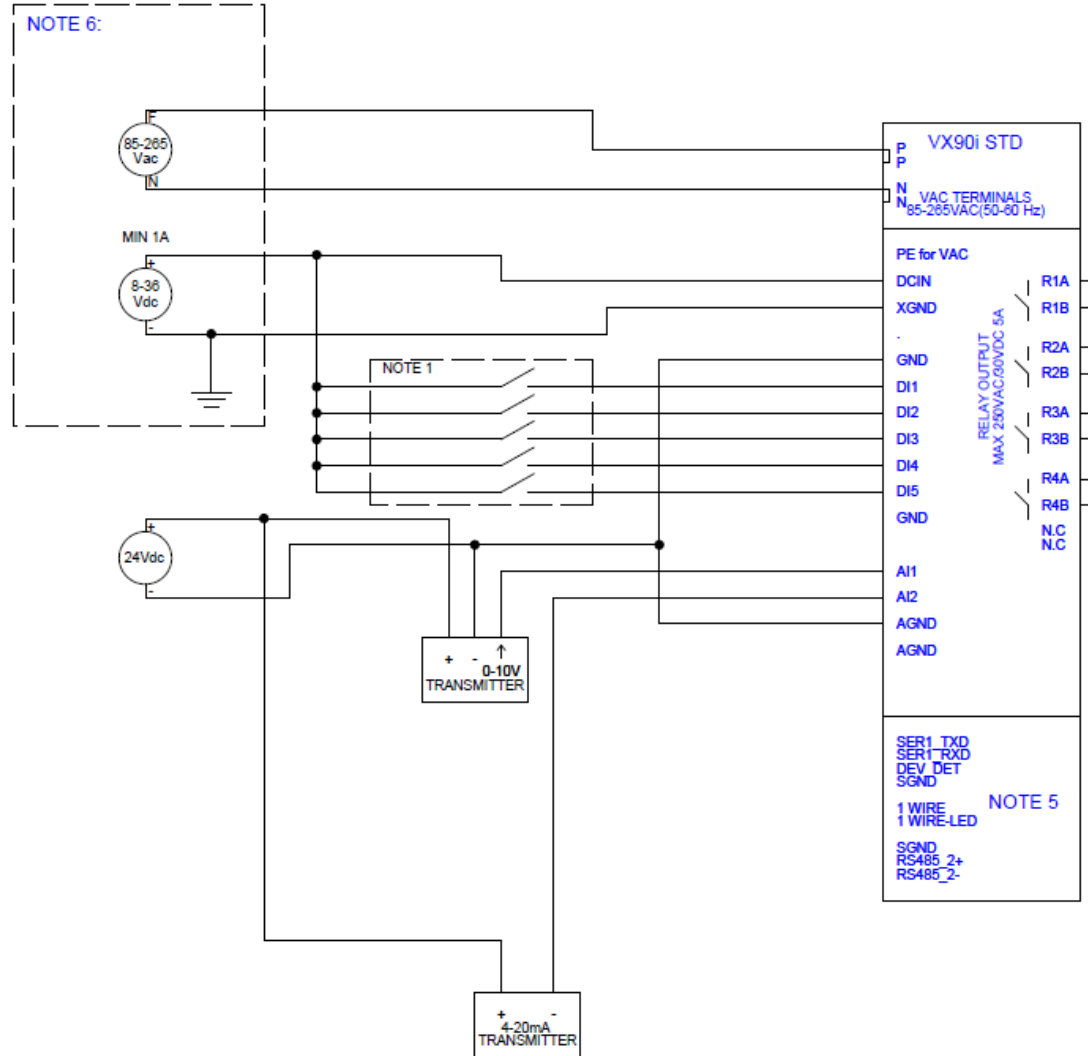 NOTE 6:
F
85-265
Vac
N
MIN 1A
+
8-36
Vdc
-
NOTE 1
+
24Vdc
-
+ - ↑
0-10V
TRANSMITTER
+ -
4-20mA
TRANSMITTER
VX90i STD
P
P
N
N VAC TERMINALS
85-265VAC(50-60 Hz)
PE for VAC
DCIN
XGND
.
GND
DI1
DI2
DI3
DI4
DI5
GND
AI1
AI2
AGND
AGND
RELAY OUTPUT
MAX 250VAC/30VDC 5A
R1A
R1B
R2A
R2B
R3A
R3B
R4A
R4B
N.C
N.C
SER1_TXD
SER1_RXD
DEV_DET
SGND
1 WIRE
1 WIRE-LED
NOTE 5
SGND
RS485_2+
RS485_2-